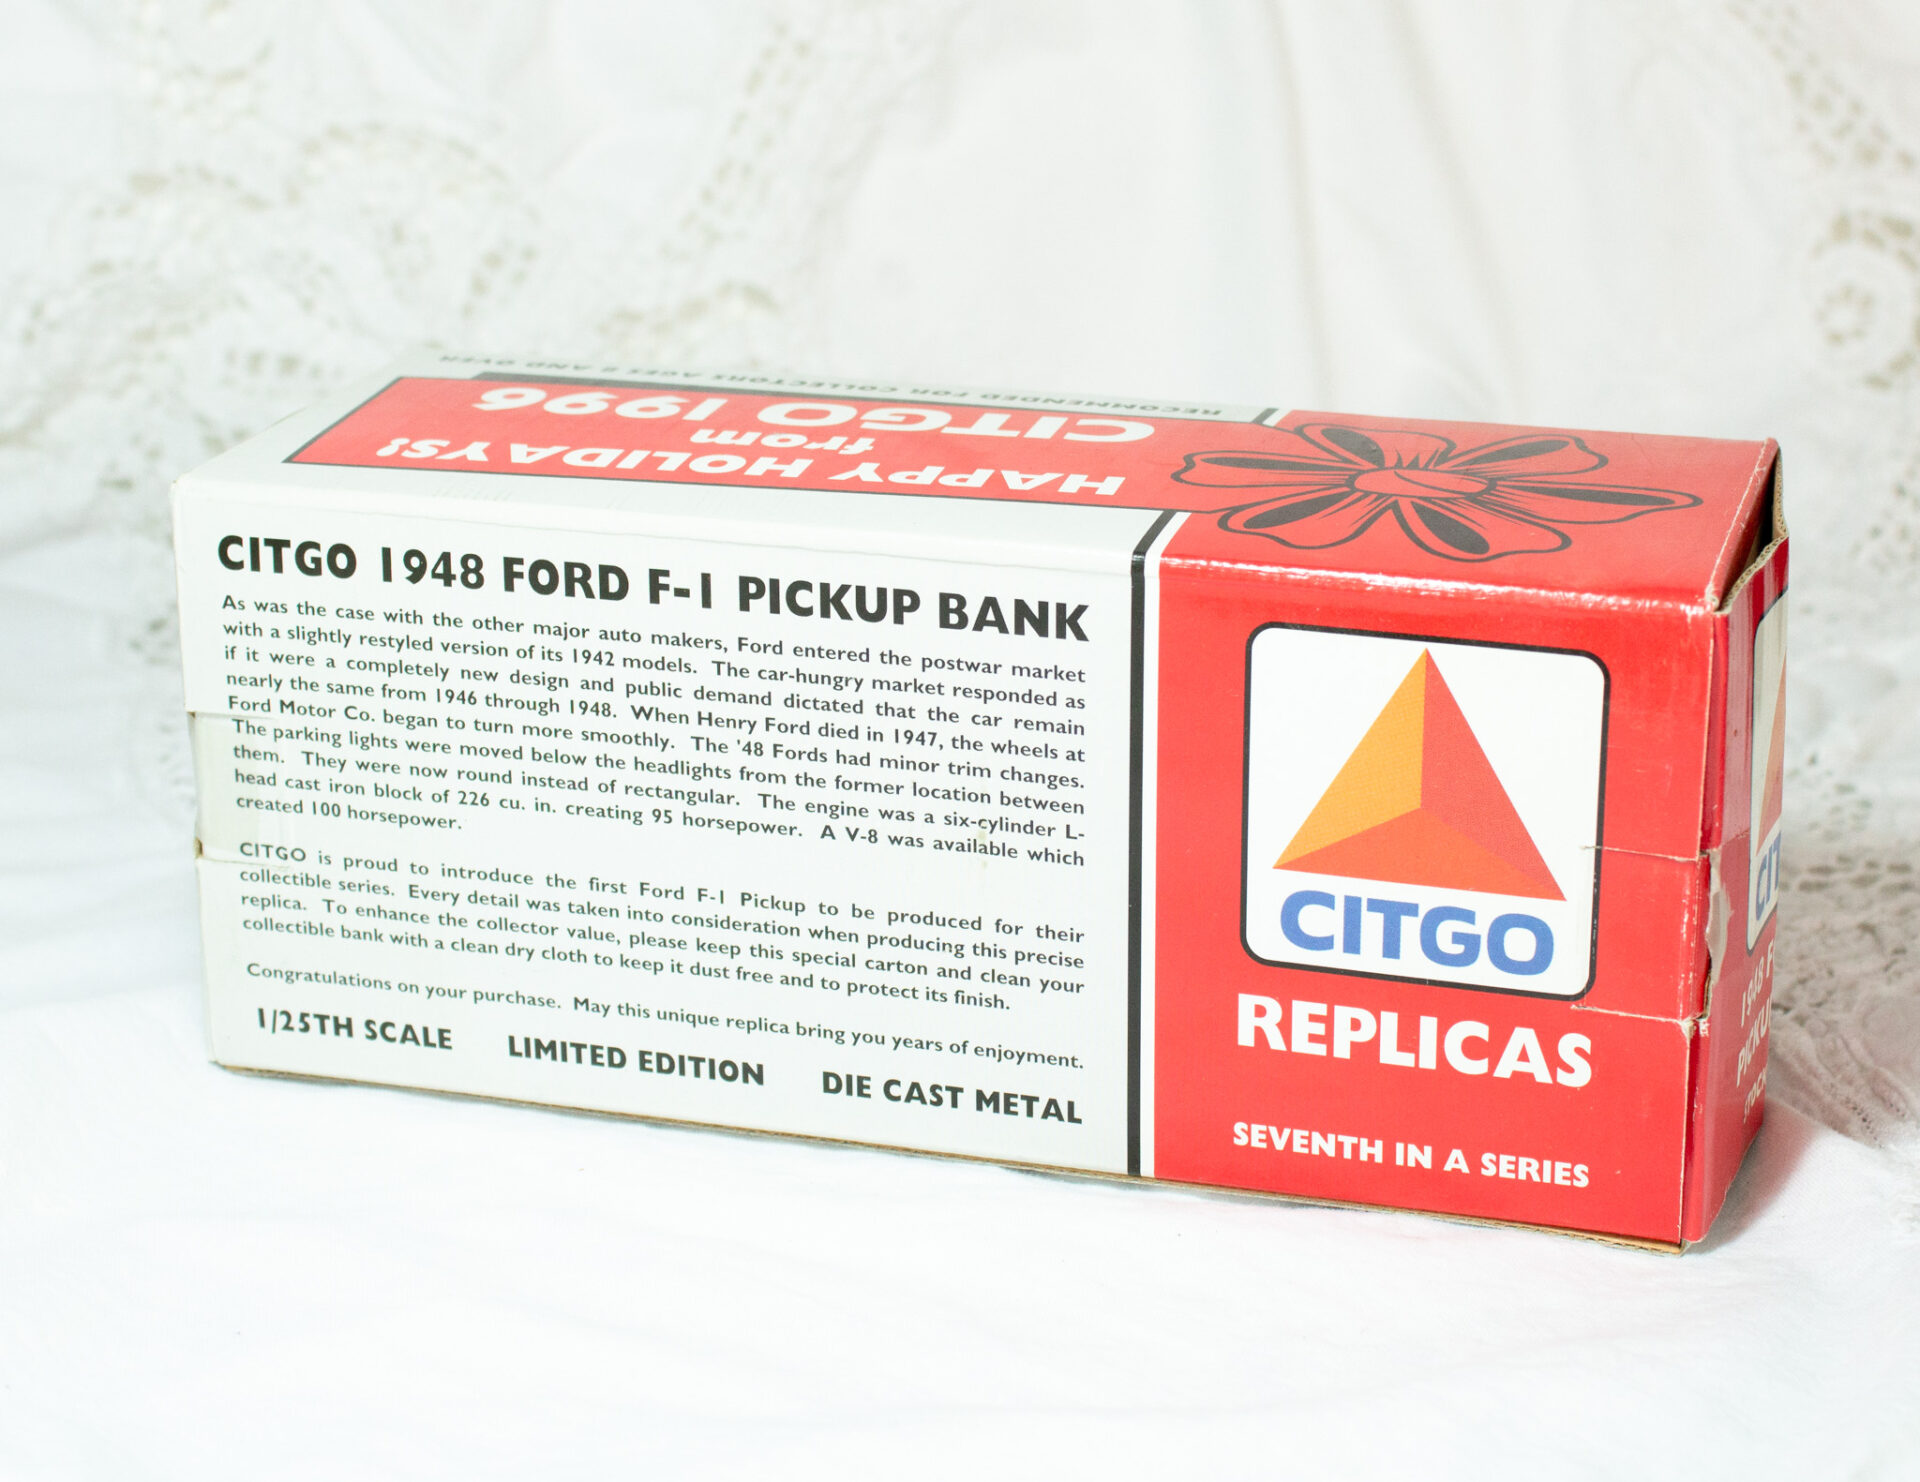 RECOMMENDED FOR COLLECTORS AGES 8 AND OVER
HAPPY HOLIDAYS!
from
CITGO 1996
CITGO 1948 FORD F-1 PICKUP BANK
As was the case with the other major auto makers, Ford entered the postwar market
with a slightly restyled version of its 1942 models. The car-hungry market responded as
if it were a completely new design and public demand dictated that the car remain
nearly the same from 1946 through 1948. When Henry Ford died in 1947, the wheels at
Ford Motor Co. began to turn more smoothly. The '48 Fords had minor trim changes.
The parking lights were moved below the headlights from the former location between
them. They were now round instead of rectangular. The engine was a six-cylinder L-
head cast iron block of 226 cu. in. creating 95 horsepower. A V-8 was available which
created 100 horsepower.
CITGO is proud to introduce the first Ford F-1 Pickup to be produced for their
collectible series. Every detail was taken into consideration when producing this precise
replica. To enhance the collector value, please keep this special carton and clean your
collectible bank with a clean dry cloth to keep it dust free and to protect its finish.
Congratulations on your purchase. May this unique replica bring you years of enjoyment.
1/25TH SCALE LIMITED EDITION DIE CAST METAL
CITGO
REPLICAS
SEVENTH IN A SERIES
1948